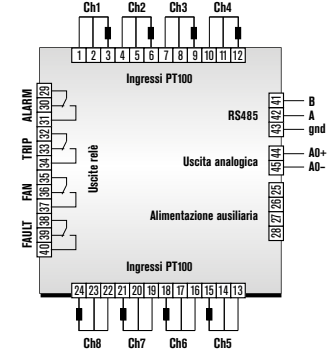 Ch1 Ch2 Ch3 Ch4
1 2 3 4 5 6 7 8 9 10 11 12
Ingressi PT100
ALARM
29
30
31
TRIP
32
33
34
FAN
35
36
37
FAULT
38
39
40
Uscite relè
RS485
41 B
42 A
43 gnd
Uscita analogica
44 A0+
45 A0–
Alimentazione ausiliaria
25
26
27
28
Ingressi PT100
24 23 22 21 20 19 18 17 16 15 14 13
Ch8 Ch7 Ch6 Ch5